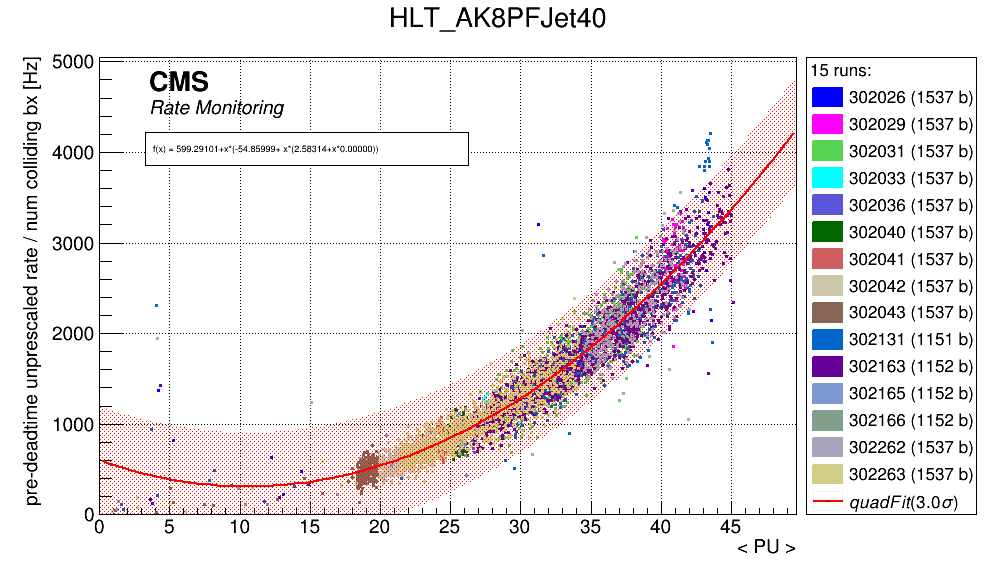 HLT_AK8PFJet40
pre-deadtime unprescaled rate / num colliding bx [Hz]
5000
4000
3000
2000
1000
0
CMS
Rate Monitoring
f(x) = 599.29101+x*(-54.85999+ x*(2.58314+x*0.00000))
0 5 10 15 20 25 30 35 40 45
< PU >
15 runs:
302026 (1537 b)
302029 (1537 b)
302031 (1537 b)
302033 (1537 b)
302036 (1537 b)
302040 (1537 b)
302041 (1537 b)
302042 (1537 b)
302043 (1537 b)
302131 (1151 b)
302163 (1152 b)
302165 (1152 b)
302166 (1152 b)
302262 (1537 b)
302263 (1537 b)
quadFit(3.0σ)